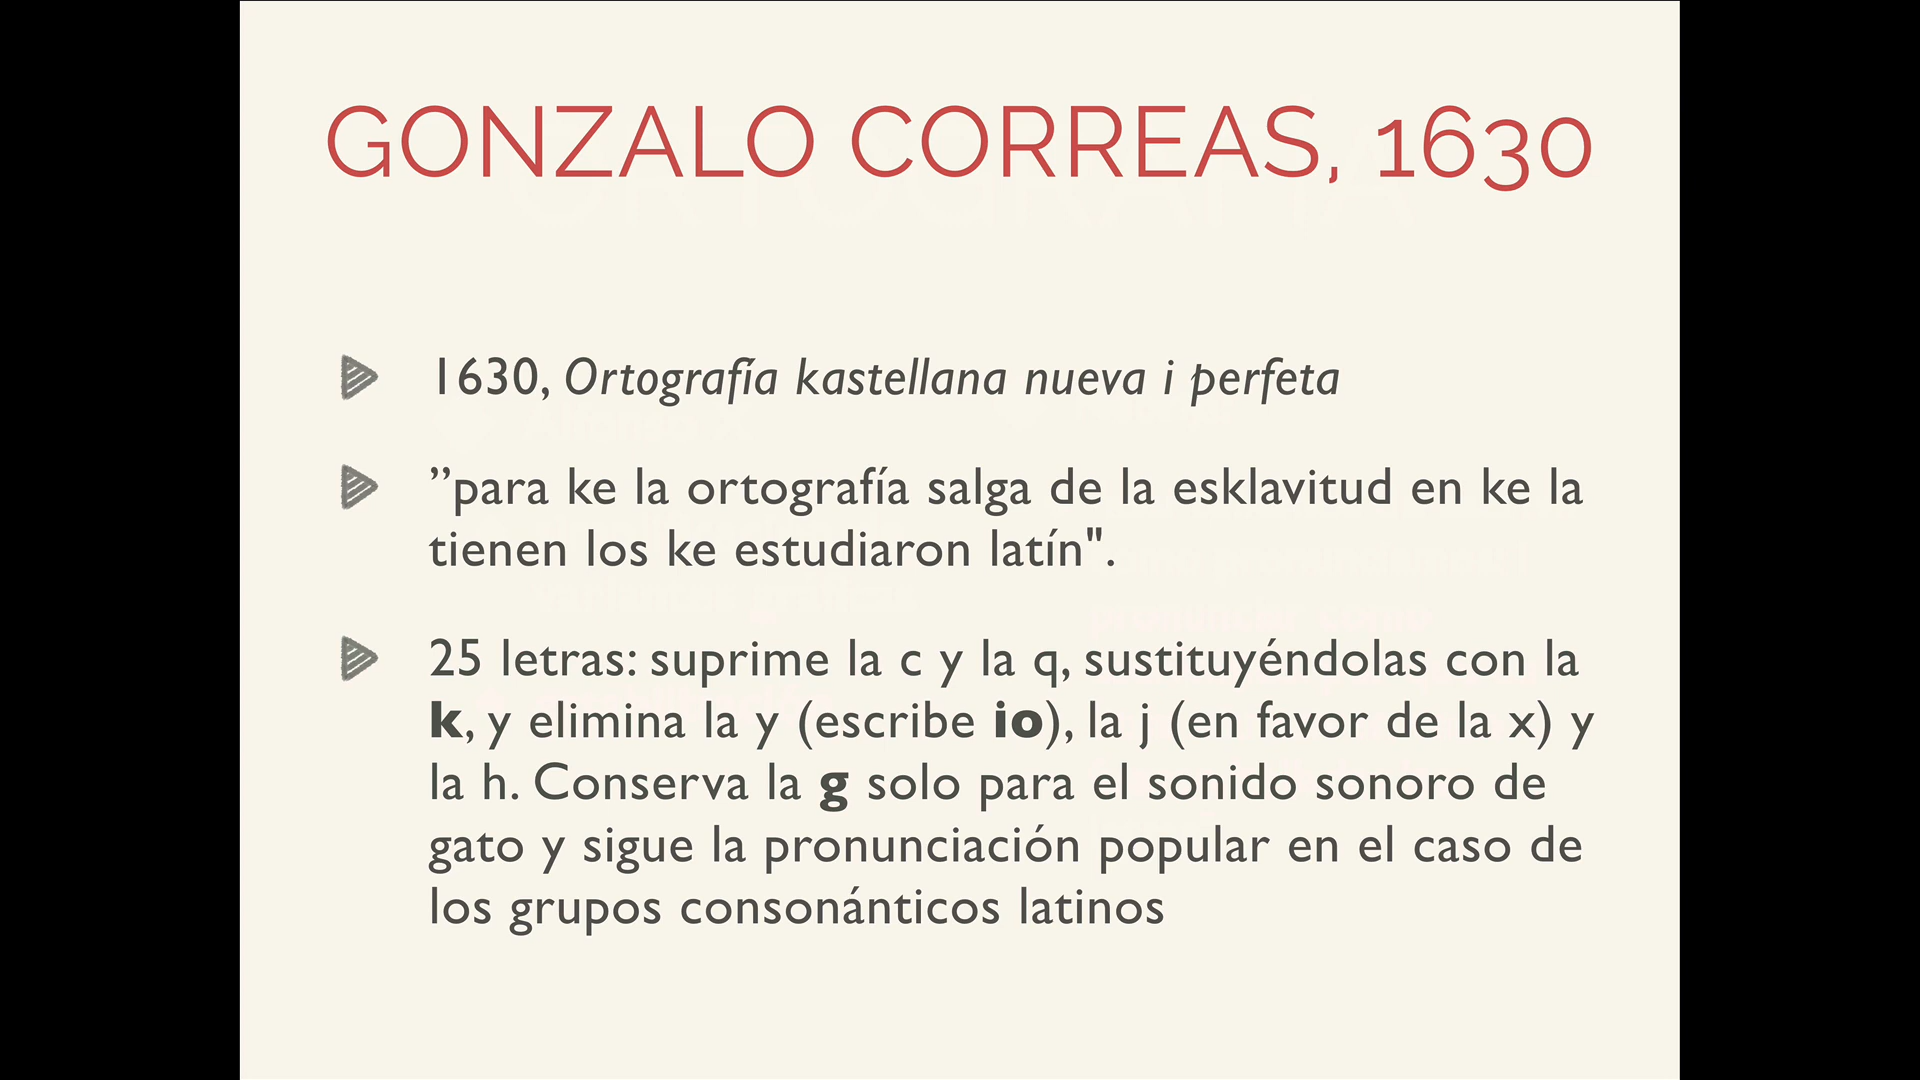 GONZALO CORREAS, 1630
1630, Ortografía kastellana nueva i perfeta
”para ke la ortografía salga de la esklavitud en ke la
tienen los ke estudiaron latín".
25 letras: suprime la c y la q, sustituyéndolas con la
k, y elimina la y (escribe io), la j (en favor de la x) y
la h. Conserva la g solo para el sonido sonoro de
gato y sigue la pronunciación popular en el caso de
los grupos consonánticos latinos